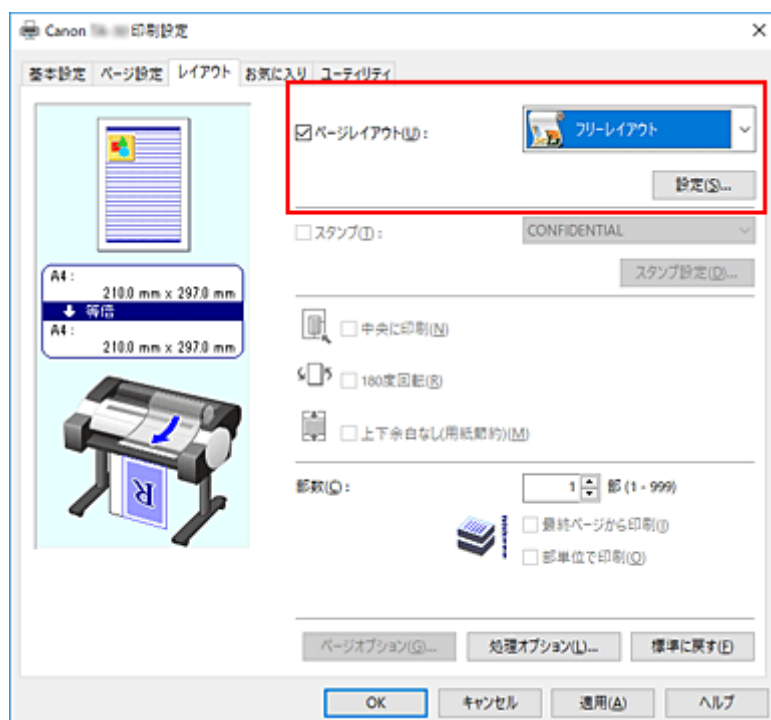 Canon 印刷設定
基本設定 ページ設定 レイアウト お気に入り ユーティリティ
ページレイアウト(U):
フリーレイアウト
設定(S)...
スタンプ(T):
CONFIDENTIAL
スタンプ設定(D)...
A4:
210.0 mm x 297.0 mm
等倍
A4:
210.0 mm x 297.0 mm
中央に印刷(N)
180度回転(R)
上下余白なし(用紙節約)(M)
部数(C):
1 部 (1 - 999)
最終ページから印刷(I)
部単位で印刷(O)
R
ページオプション(G)... 処理オプション(L)... 標準に戻す(F)
OK キャンセル 適用(A) ヘルプ